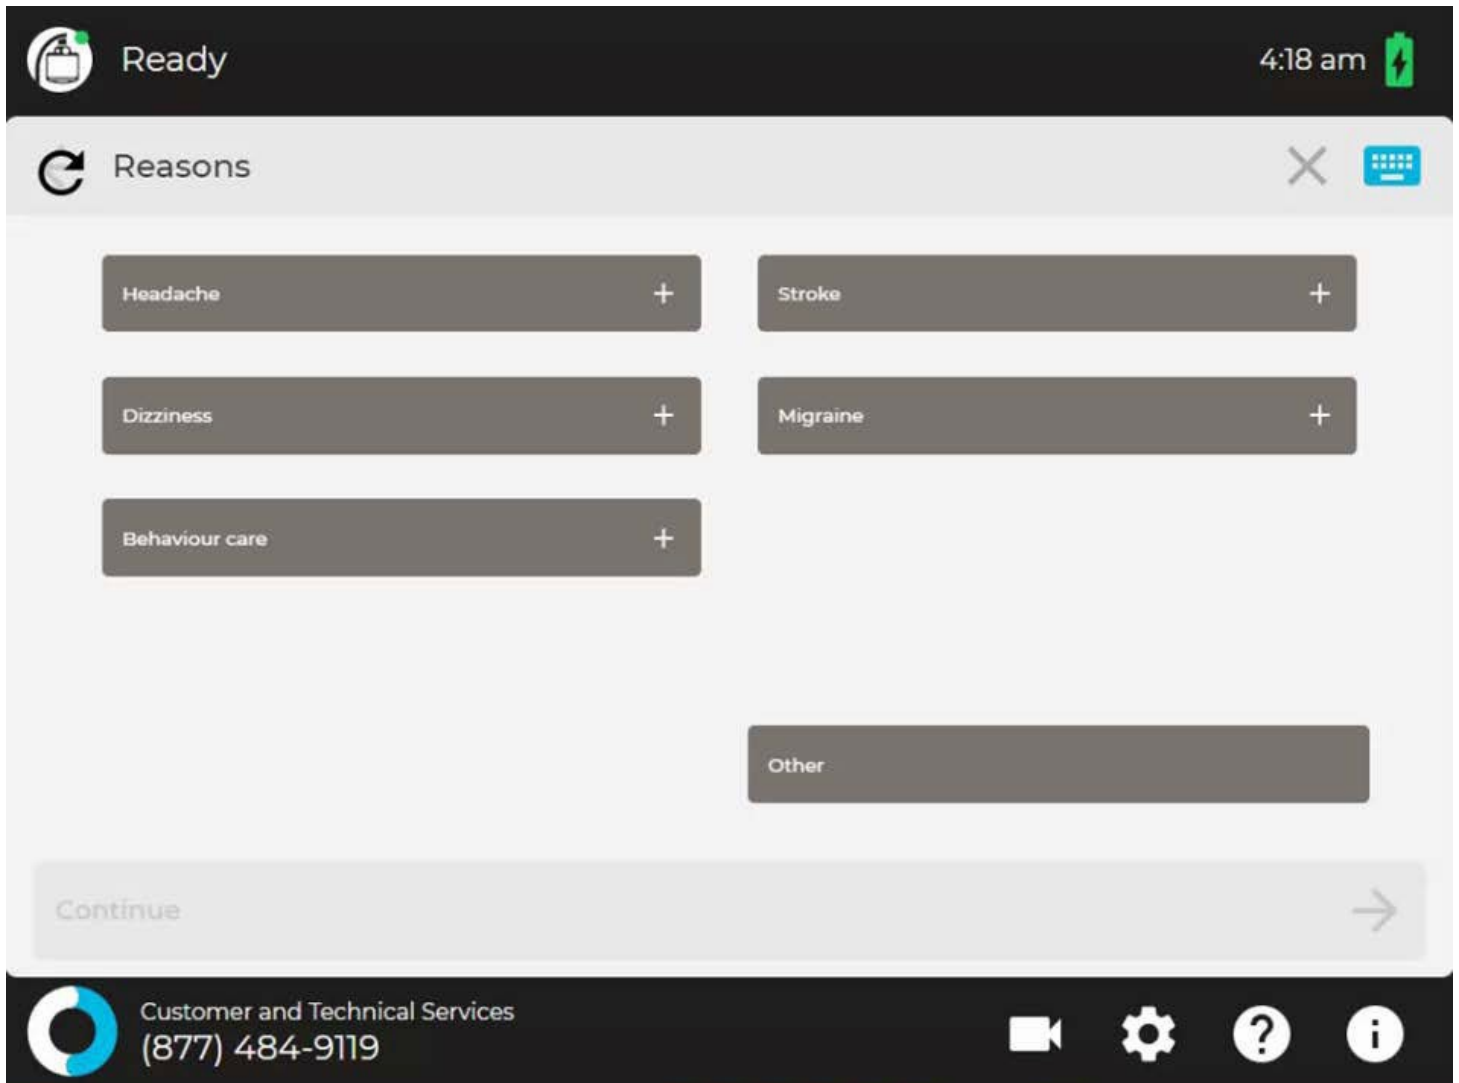 Ready
4:18 am
Reasons
Headache
Stroke
Dizziness
Migraine
Behaviour care
Other
Continue
Customer and Technical Services
(877) 484-9119